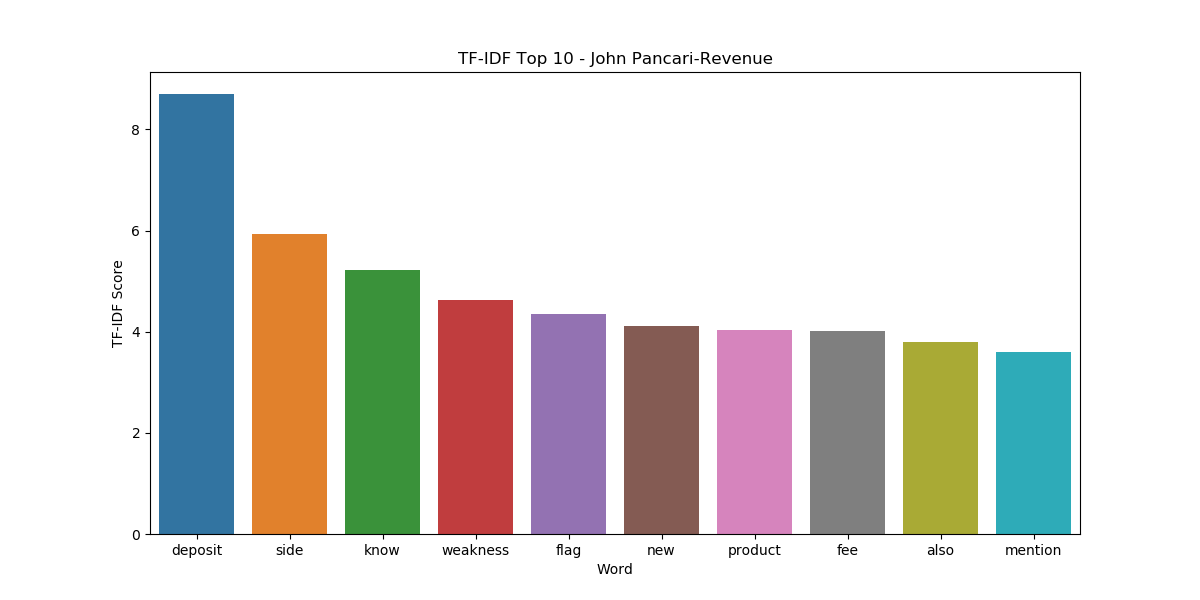 TF-IDF Top 10 - John Pancari-Revenue
TF-IDF Score
8
6
4
2
0
deposit side know weakness flag new product fee also mention
Word